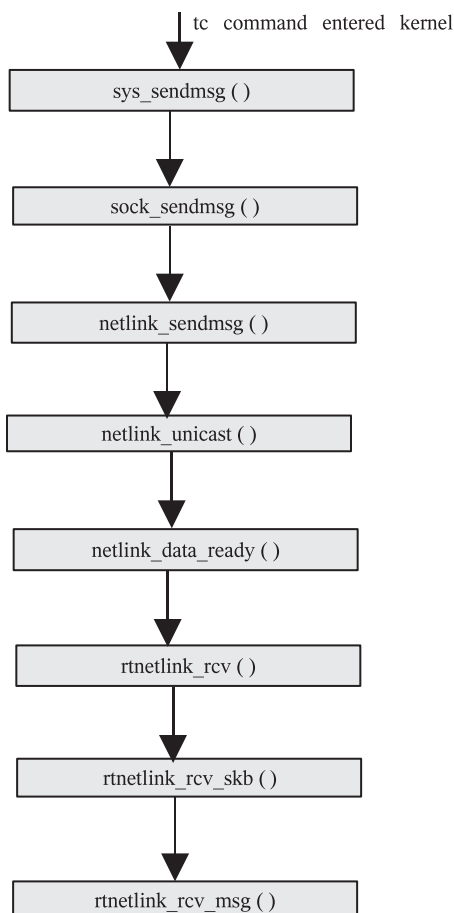 tc command entered kernel
sys_sendmsg ( )
sock_sendmsg ( )
netlink_sendmsg ( )
netlink_unicast ( )
netlink_data_ready ( )
rtnetlink_rcv ( )
rtnetlink_rcv_skb ( )
rtnetlink_rcv_msg ( )